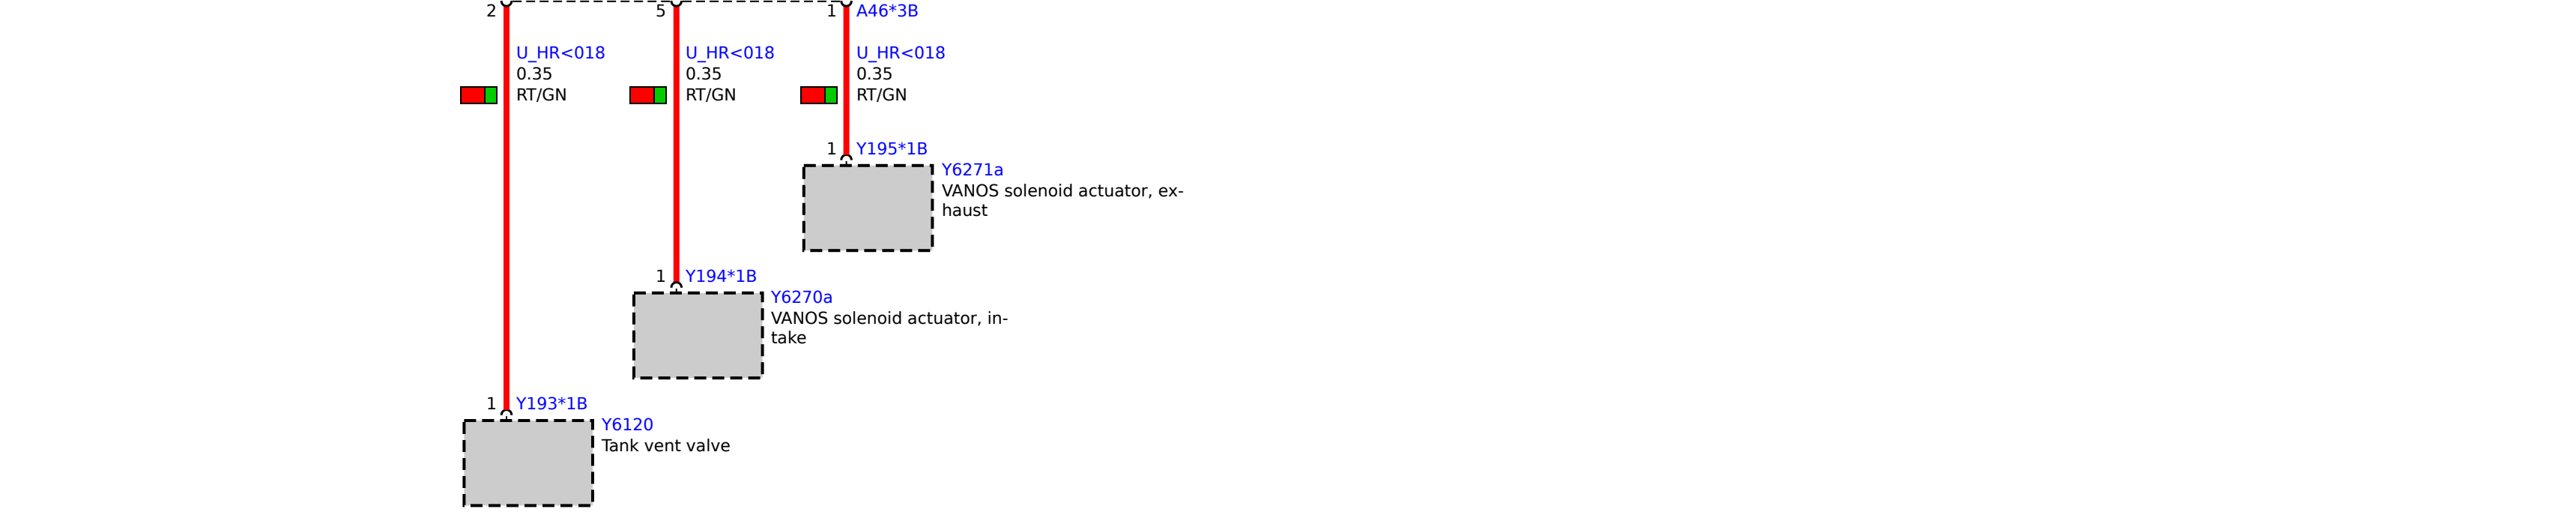 2
5
1
A46*3B
U_HR<018
0.35
RT/GN
U_HR<018
0.35
RT/GN
U_HR<018
0.35
RT/GN
1
Y195*1B
Y6271a
VANOS solenoid actuator, ex-
haust
1
Y194*1B
Y6270a
VANOS solenoid actuator, in-
take
1
Y193*1B
Y6120
Tank vent valve